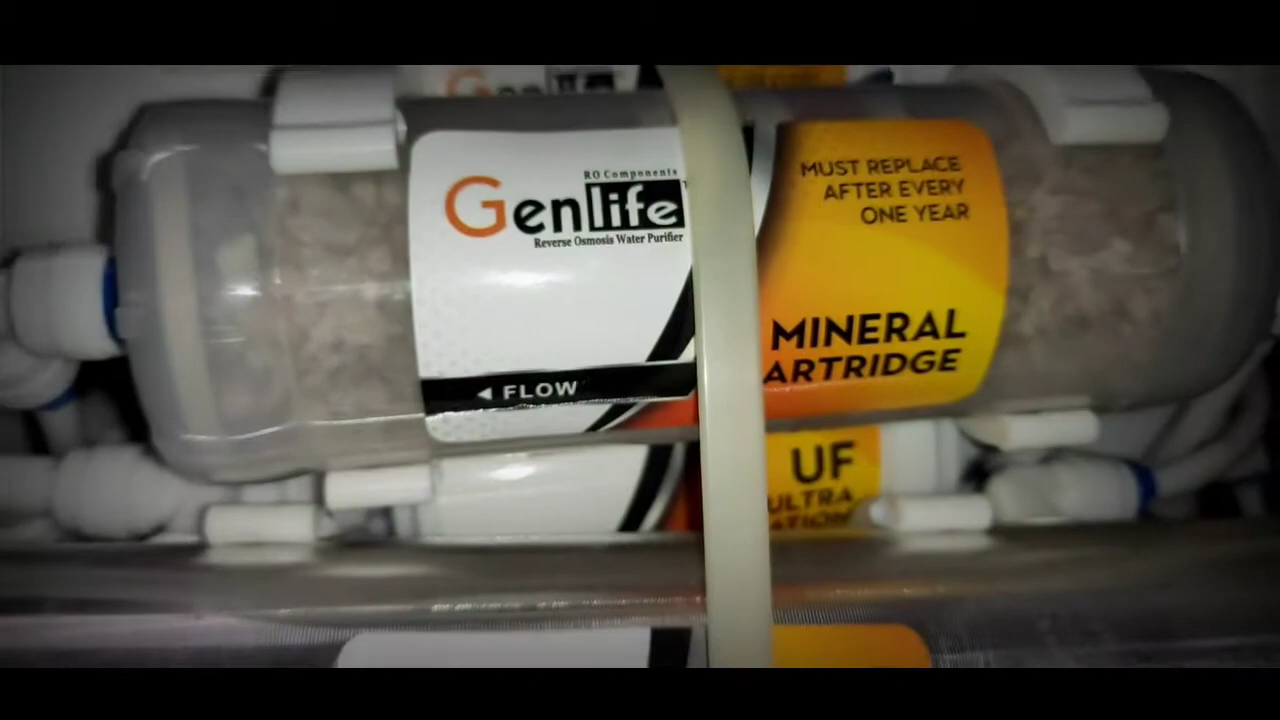 RO Components
Genlife
Reverse Osmosis Water Purifier
◄ FLOW
MUST REPLACE
AFTER EVERY
ONE YEAR
MINERAL
ARTRIDGE
UF
ULTRA